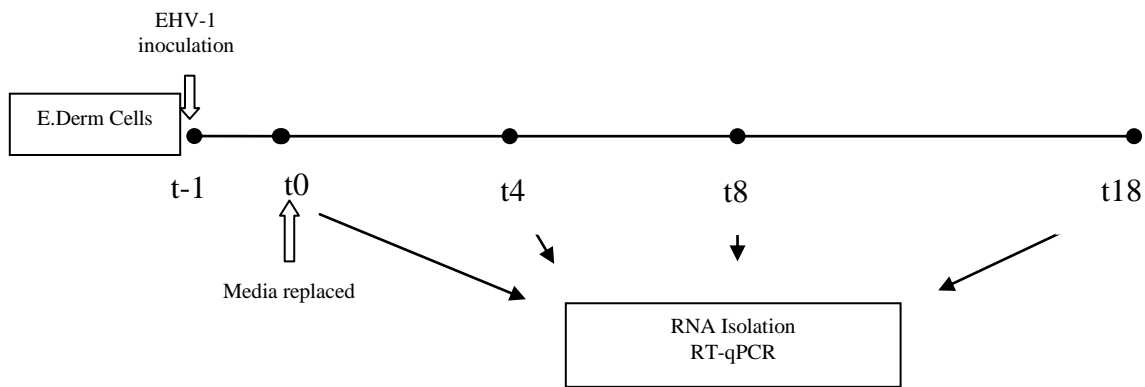 EHV-1
inoculation
E.Derm Cells
t-1
t0
t4
t8
t18
Media replaced
RNA Isolation
RT-qPCR